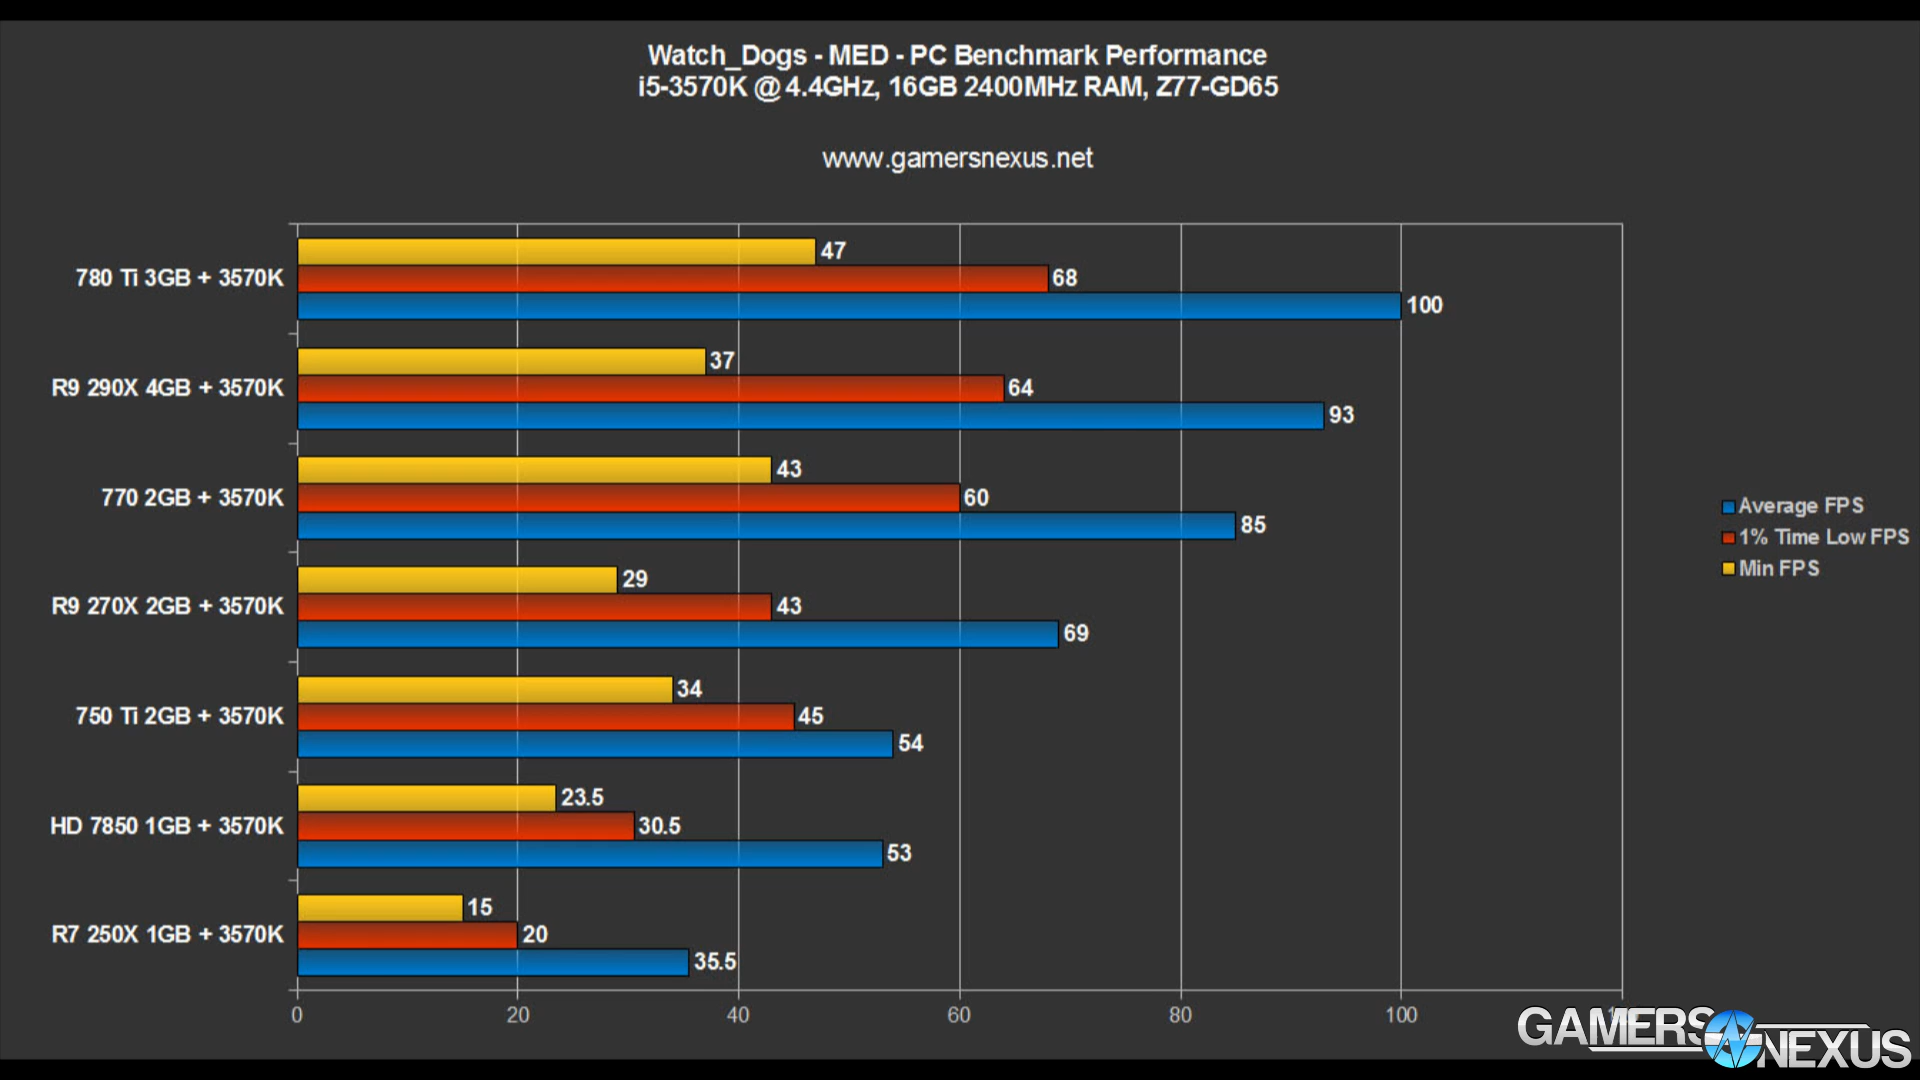 Watch_Dogs - MED - PC Benchmark Performance
i5-3570K @ 4.4GHz, 16GB 2400MHz RAM, Z77-GD65
www.gamersnexus.net
780 Ti 3GB + 3570K
47
68
100
R9 290X 4GB + 3570K
37
64
93
770 2GB + 3570K
43
60
85
R9 270X 2GB + 3570K
29
43
69
750 Ti 2GB + 3570K
34
45
54
HD 7850 1GB + 3570K
23.5
30.5
53
R7 250X 1GB + 3570K
15
20
35.5
Average FPS
1% Time Low FPS
Min FPS
0 20 40 60 80 100
GAMERS NEXUS